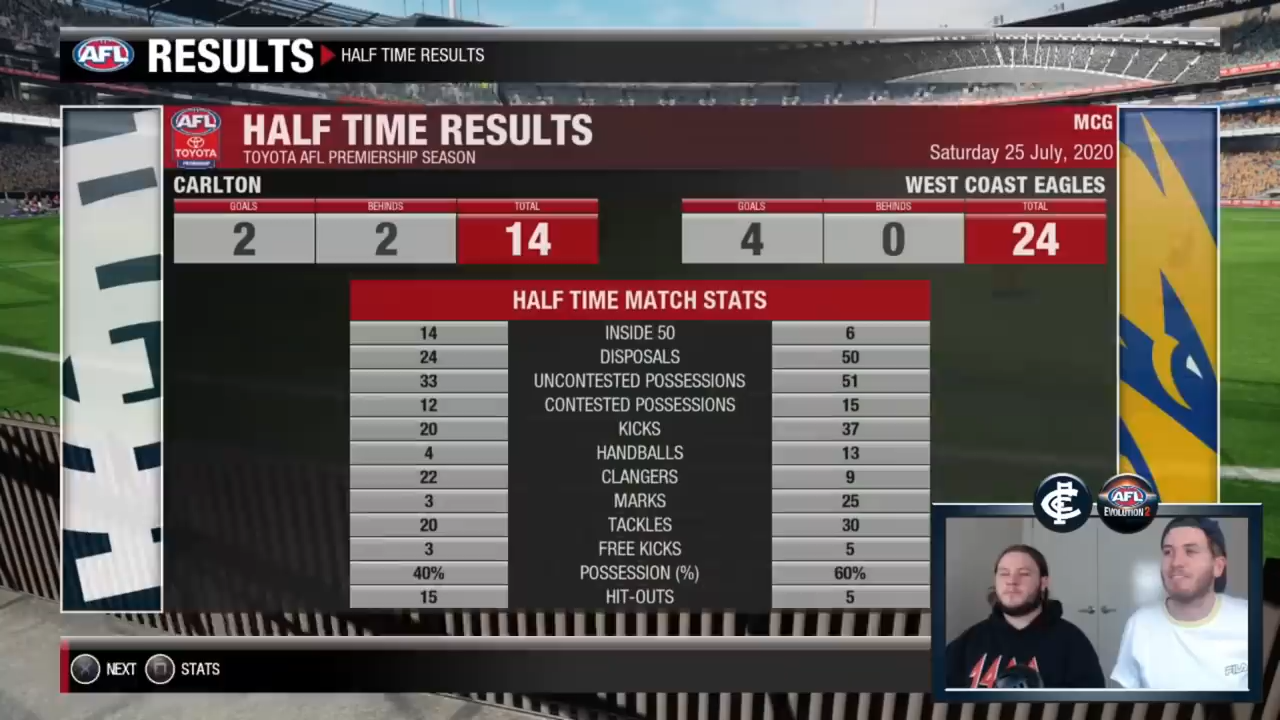 AFL RESULTS HALF TIME RESULTS
AFL
TOYOTA
HALF TIME RESULTS
TOYOTA AFL PREMIERSHIP SEASON
MCG
Saturday 25 July, 2020
CARLTON
WEST COAST EAGLES
GOALS BEHINDS TOTAL
GOALS BEHINDS TOTAL
2 2 14
4 0 24
HALF TIME MATCH STATS
14 INSIDE 50 6
24 DISPOSALS 50
33 UNCONTESTED POSSESSIONS 51
12 CONTESTED POSSESSIONS 15
20 KICKS 37
4 HANDBALLS 13
22 CLANGERS 9
3 MARKS 25
20 TACKLES 30
3 FREE KICKS 5
40% POSSESSION (%) 60%
15 HIT-OUTS 5
NEXT STATS
CFC
AFL
EVOLUTION 2
FILA